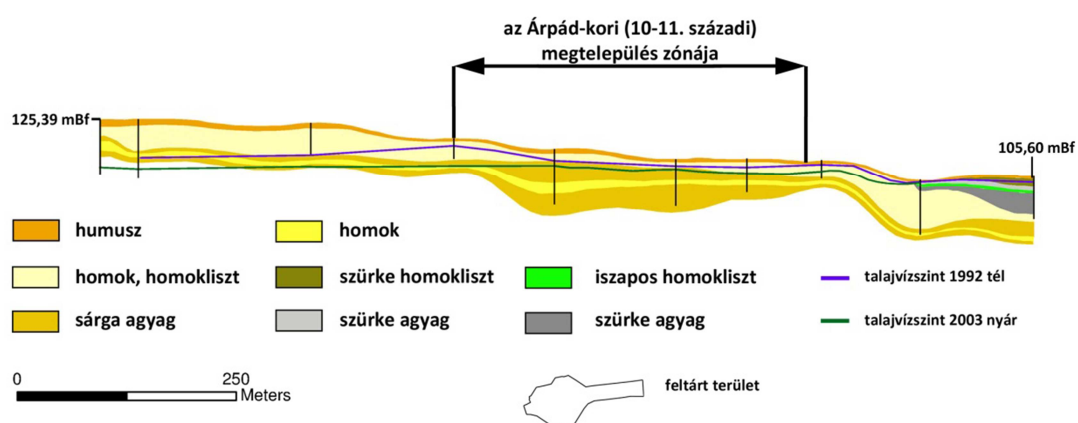 az Árpád-kori (10-11. századi)
megtelepülés zónája
125,39 mBf
105,60 mBf
humusz
homok
homok, homokliszt
szürke homokliszt
iszapos homokliszt
talajvízszint 1992 tél
sárga agyag
szürke agyag
szürke agyag
talajvízszint 2003 nyár
0
250
Meters
feltárt terület